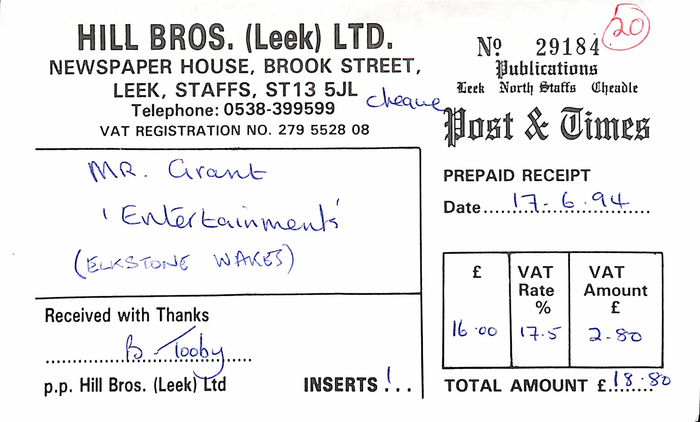 HILL BROS. (Leek) LTD.
NEWSPAPER HOUSE, BROOK STREET,
LEEK, STAFFS, ST13 5JL
Telephone: 0538-399599
VAT REGISTRATION NO. 279 5528 08
cheque
20
Nº 29184
Publications
Leek North Staffs Cheadle
Post & Times
MR. Grant
'Entertainments'
(ELKSTONE WAKES)
PREPAID RECEIPT
Date 17.6.94
£ VAT Rate % VAT Amount £
16.00 17.5 2.80
Received with Thanks
B. Tooby
p.p. Hill Bros. (Leek) Ltd
INSERTS 1...
TOTAL AMOUNT £ 18.80